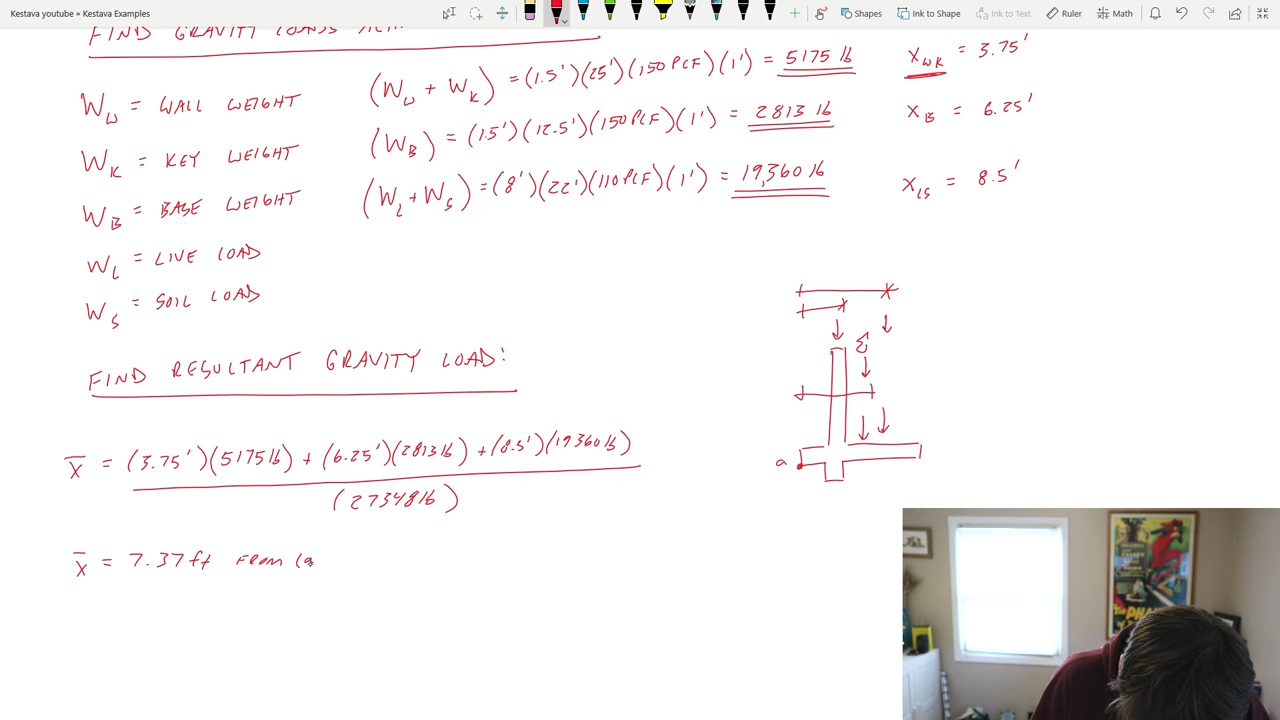 Kestava youtube » Kestava Examples
Shapes Ink to Shape Ink to Text Ruler Math
FIND GRAVITY LOADS
W_W = WALL WEIGHT
W_K = KEY WEIGHT
W_B = BASE WEIGHT
W_L = LIVE LOAD
W_S = SOIL LOAD
(W_W + W_K) = (1.5')(25')(150 PCF)(1') = 5175 lb
(W_B) = (1.5')(12.5')(150 PCF)(1') = 2813 lb
(W_L + W_S) = (8')(22')(110 PCF)(1') = 19,360 lb
X_WK = 3.75'
X_B = 6.25'
X_LS = 8.5'
FIND RESULTANT GRAVITY LOAD:
x̄ = (3.75')(5175 lb) + (6.25')(2813 lb) + (8.5')(19360 lb)
(27348 lb)
x̄ = 7.37 ft FROM (a
a
THE PHA